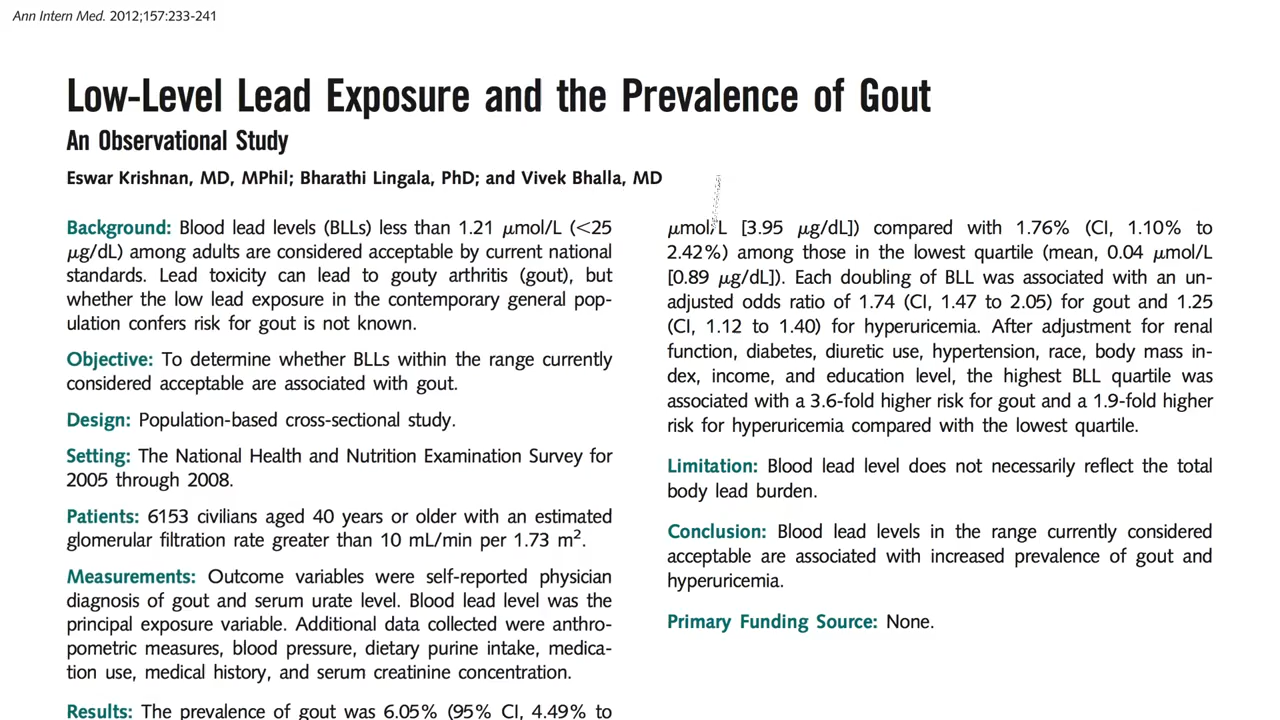 Ann Intern Med. 2012;157:233-241
Low-Level Lead Exposure and the Prevalence of Gout
An Observational Study
Eswar Krishnan, MD, MPhil; Bharathi Lingala, PhD; and Vivek Bhalla, MD
Background: Blood lead levels (BLLs) less than 1.21 μmol/L (<25
μg/dL) among adults are considered acceptable by current national
standards. Lead toxicity can lead to gouty arthritis (gout), but
whether the low lead exposure in the contemporary general pop-
ulation confers risk for gout is not known.
Objective: To determine whether BLLs within the range currently
considered acceptable are associated with gout.
Design: Population-based cross-sectional study.
Setting: The National Health and Nutrition Examination Survey for
2005 through 2008.
Patients: 6153 civilians aged 40 years or older with an estimated
glomerular filtration rate greater than 10 mL/min per 1.73 m².
Measurements: Outcome variables were self-reported physician
diagnosis of gout and serum urate level. Blood lead level was the
principal exposure variable. Additional data collected were anthro-
pometric measures, blood pressure, dietary purine intake, medica-
tion use, medical history, and serum creatinine concentration.
Results: The prevalence of gout was 6.05% (95% CI, 4.49% to
μmol/L [3.95 μg/dL]) compared with 1.76% (CI, 1.10% to
2.42%) among those in the lowest quartile (mean, 0.04 μmol/L
[0.89 μg/dL]). Each doubling of BLL was associated with an un-
adjusted odds ratio of 1.74 (CI, 1.47 to 2.05) for gout and 1.25
(CI, 1.12 to 1.40) for hyperuricemia. After adjustment for renal
function, diabetes, diuretic use, hypertension, race, body mass in-
dex, income, and education level, the highest BLL quartile was
associated with a 3.6-fold higher risk for gout and a 1.9-fold higher
risk for hyperuricemia compared with the lowest quartile.
Limitation: Blood lead level does not necessarily reflect the total
body lead burden.
Conclusion: Blood lead levels in the range currently considered
acceptable are associated with increased prevalence of gout and
hyperuricemia.
Primary Funding Source: None.